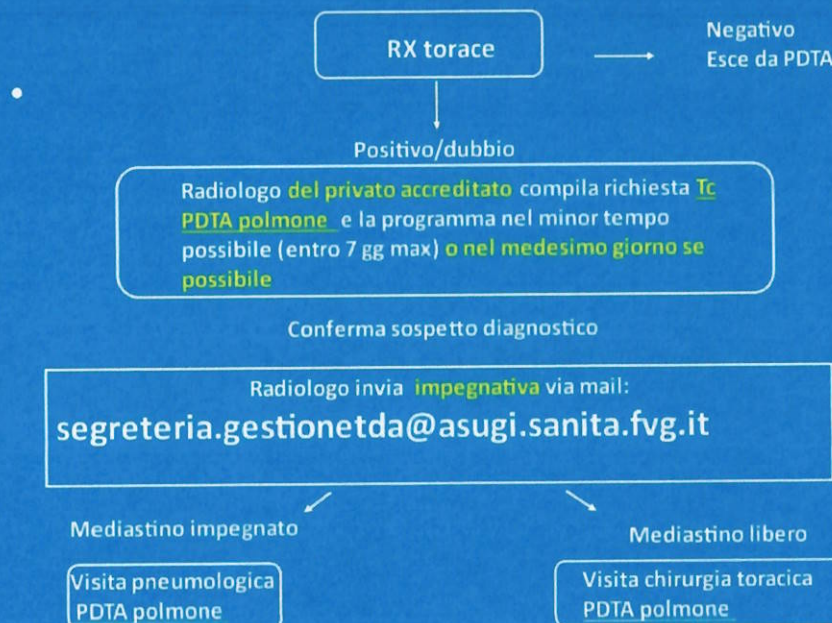 RX torace
Negativo
Esce da PDTA
Positivo/dubbio
Radiologo del privato accreditato compila richiesta Tc
PDTA polmone e la programma nel minor tempo
possibile (entro 7 gg max) o nel medesimo giorno se
possibile
Conferma sospetto diagnostico
Radiologo invia impegnativa via mail:
segreteria.gestionetda@asugi.sanita.fvg.it
Mediastino impegnato
Mediastino libero
Visita pneumologica
PDTA polmone
Visita chirurgia toracica
PDTA polmone